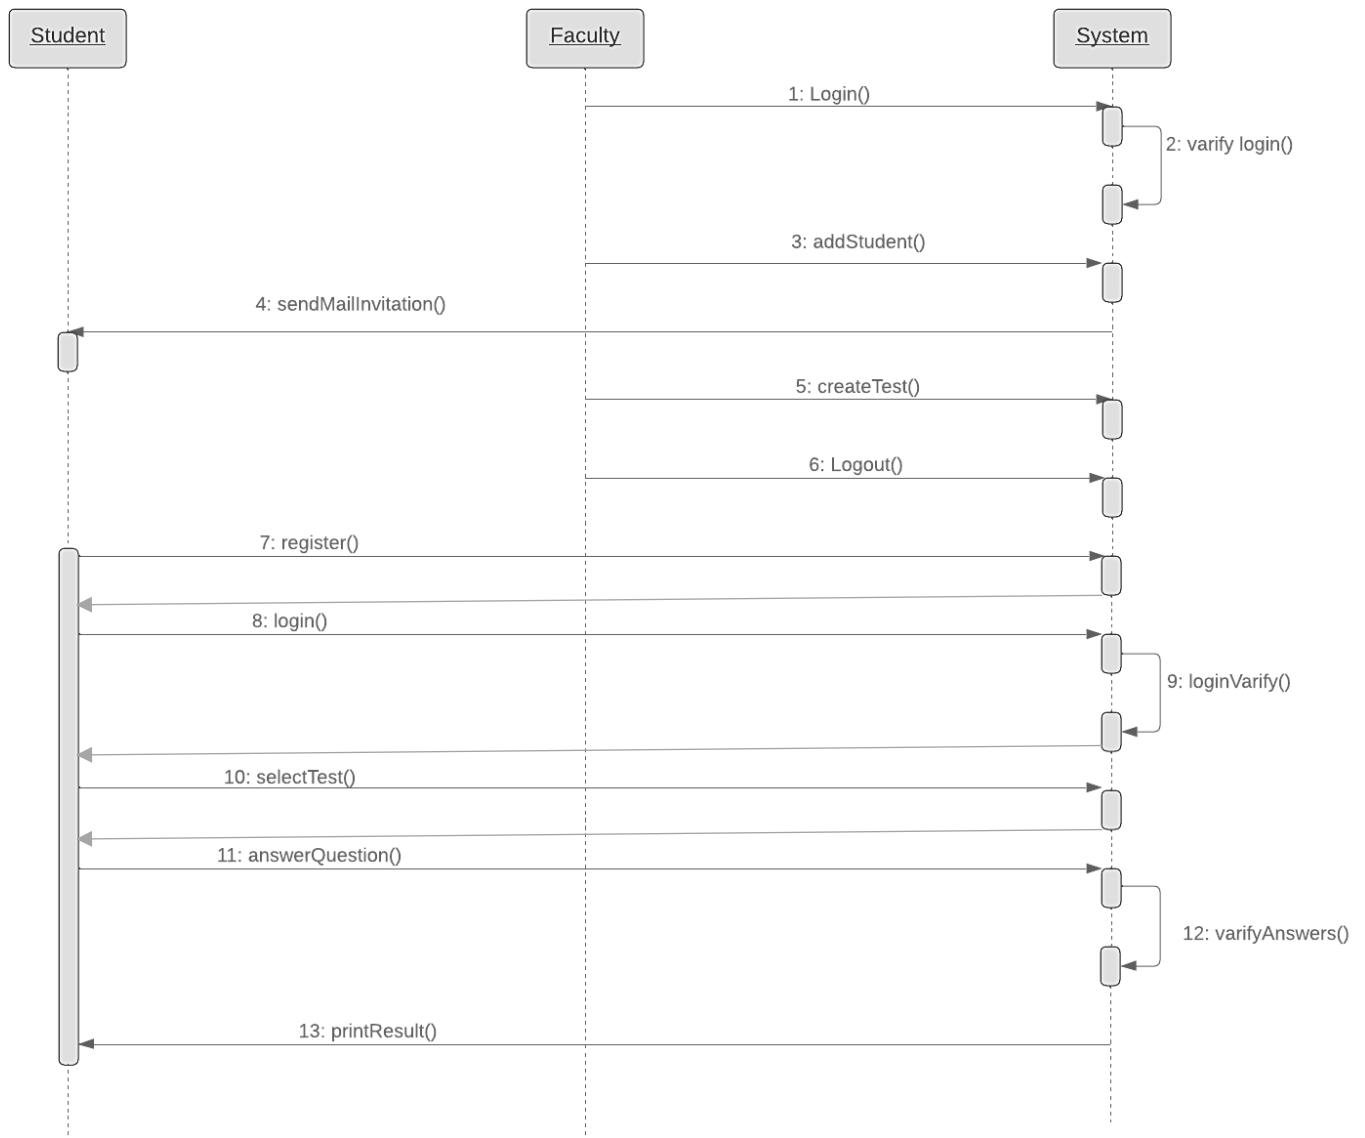 Student
Faculty
System
1: Login()
2: varify login()
3: addStudent()
4: sendMailInvitation()
5: createTest()
6: Logout()
7: register()
8: login()
9: loginVarify()
10: selectTest()
11: answerQuestion()
12: varifyAnswers()
13: printResult()